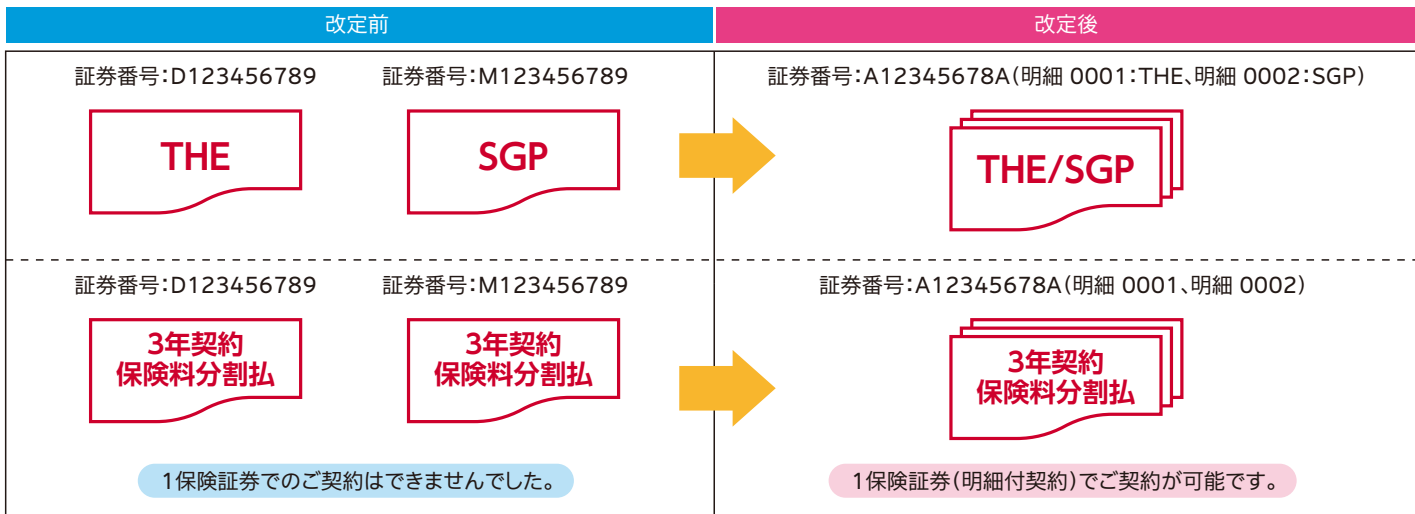 改定前
改定後
証券番号:D123456789
証券番号:M123456789
証券番号:A12345678A(明細 0001:THE、明細 0002:SGP)
THE
SGP
THE/SGP
証券番号:D123456789
証券番号:M123456789
証券番号:A12345678A(明細 0001、明細 0002)
3年契約
保険料分割払
3年契約
保険料分割払
3年契約
保険料分割払
1保険証券でのご契約はできませんでした。
1保険証券(明細付契約)でご契約が可能です。